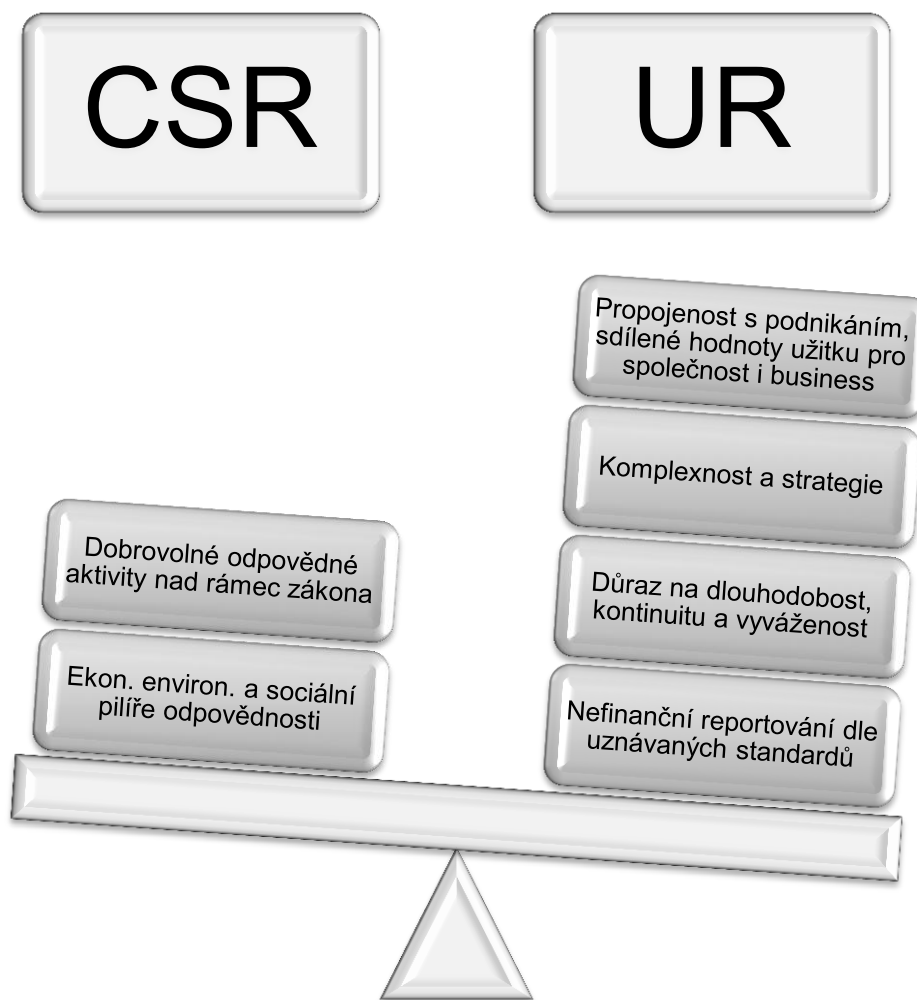 CSR
UR
Dobrovolné odpovědné
aktivity nad rámec zákona
Ekon. environ. a sociální
pilíře odpovědnosti
Propojenost s podnikáním,
sdílené hodnoty užitku pro
společnost i business
Komplexnost a strategie
Důraz na dlouhodobost,
kontinuitu a vyváženost
Nefinanční reportování dle
uznávaných standardů